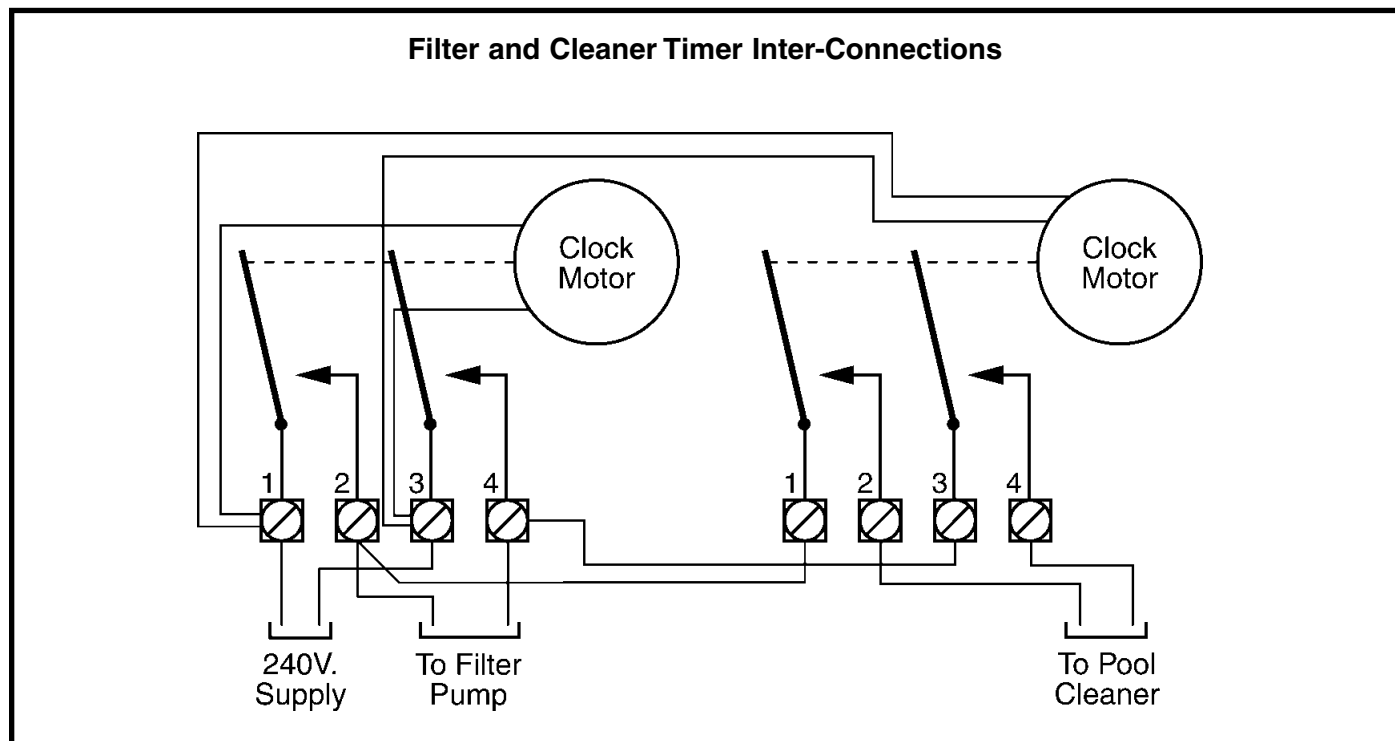 Filter and Cleaner Timer Inter-Connections
Clock
Motor
Clock
Motor
1 2 3 4
1 2 3 4
240V.
Supply
To Filter
Pump
To Pool
Cleaner